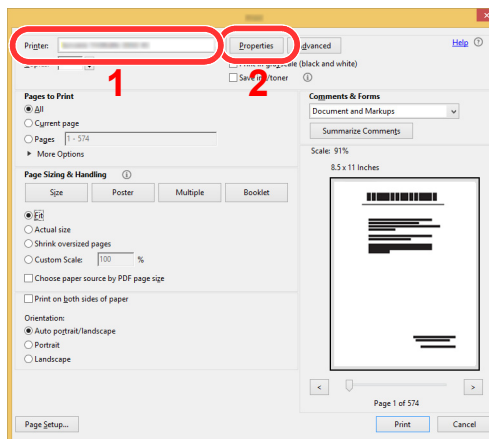 Printer:
Properties
Advanced
Help
1
2
(black and white)
Save ink/toner
Pages to Print
All
Current page
Pages 1 - 574
More Options
Comments & Forms
Document and Markups
Summarize Comments
Scale: 91%
8.5 x 11 Inches
Page Sizing & Handling
Size Poster Multiple Booklet
Fit
Actual size
Shrink oversized pages
Custom Scale: 100 %
Choose paper source by PDF page size
Print on both sides of paper
Orientation:
Auto portrait/landscape
Portrait
Landscape
< >
Page 1 of 574
Page Setup...
Print
Cancel